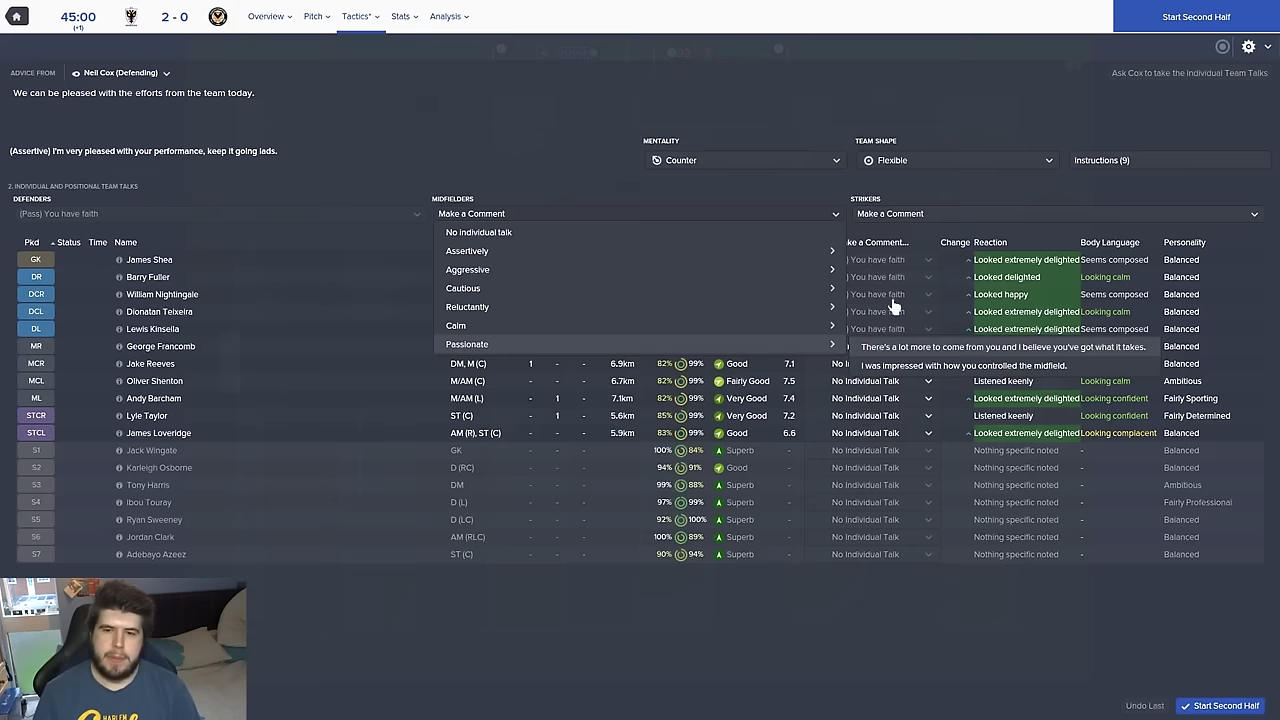 45:00
(+1)
2 - 0
Overview
Pitch
Tactics*
Stats
Analysis
Start Second Half
ADVICE FROM
Neil Cox (Defending)
Ask Cox to take the Individual Team Talks
We can be pleased with the efforts from the team today.
MENTALITY
TEAM SHAPE
(Assertive) I'm very pleased with your performance, keep it going lads.
Counter
Flexible
Instructions (9)
2. INDIVIDUAL AND POSITIONAL TEAM TALKS
DEFENDERS
MIDFIELDERS
STRIKERS
(Pass) You have faith
Make a Comment
Make a Comment
No individual talk
Assertively
Aggressive
Cautious
Reluctantly
Calm
Passionate
There's a lot more to come from you and I believe you've got what it takes.
I was impressed with how you controlled the midfield.
Pkd Status Time Name ke a Comment... Change Reaction Body Language Personality
GK James Shea ) You have faith Looked extremely delighted Seems composed Balanced
DR Barry Fuller ) You have faith Looked delighted Looking calm Balanced
DCR William Nightingale ) You have faith Looked happy Seems composed Balanced
DCL Dionatan Teixeira ) You have Looked extremely delighted Looking calm Balanced
DL Lewis Kinsella ) You have faith Looked extremely delighted Seems composed Balanced
MR George Francomb
MCR Jake Reeves DM, M (C) 1 - - 6.9km 82% 99% Good 7.1 No In
MCL Oliver Shenton M/AM (C) - - - 6.7km 82% 99% Fairly Good 7.5 No Individual Talk Listened keenly Looking calm Ambitious
ML Andy Barcham M/AM (L) - 1 - 7.1km 82% 99% Very Good 7.4 No Individual Talk Looked extremely delighted Looking confident Fairly Sporting
STCR Lyle Taylor ST (C) - 1 - 5.6km 85% 99% Very Good 7.2 No Individual Talk Listened keenly Looking confident Fairly Determined
STCL James Loveridge AM (R), ST (C) - - - 5.9km 83% 99% Good 6.6 No Individual Talk Looked extremely delighted Looking complacent Balanced
S1 Jack Wingate GK - - - 100% 84% Superb - No Individual Talk Nothing specific noted - Balanced
S2 Karleigh Osborne D (RC) - - - 94% 91% Good - No Individual Talk Nothing specific noted - Balanced
S3 Tony Harris DM - - - 99% 88% Superb - No Individual Talk Nothing specific noted - Ambitious
S4 Ibou Touray D (L) - - - 97% 99% Superb - No Individual Talk Nothing specific noted - Fairly Professional
S5 Ryan Sweeney D (LC) - - - 92% 100% Superb - No Individual Talk Nothing specific noted - Balanced
S6 Jordan Clark AM (RLC) - - - 100% 89% Superb - No Individual Talk Nothing specific noted - Balanced
S7 Adebayo Azeez ST (C) - - - 90% 94% Superb - No Individual Talk Nothing specific noted - Balanced
HARLEM
Undo Last
Start Second Half